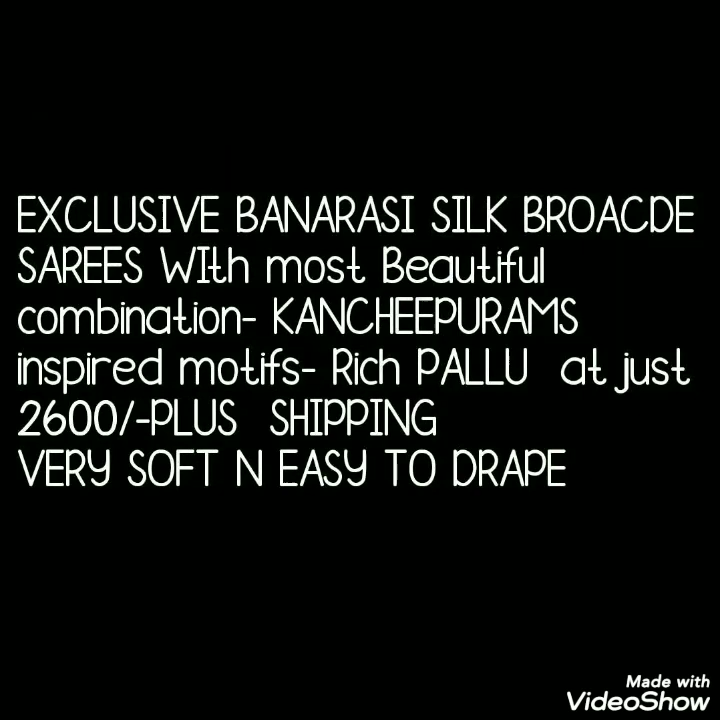 EXCLUSIVE BANARASI SILK BROACDE
SAREES WIth most Beautiful
combination- KANCHEEPURAMS
inspired motifs- Rich PALLU at just
2600/-PLUS SHIPPING
VERY SOFT N EASY TO DRAPE
Made with
VideoShow